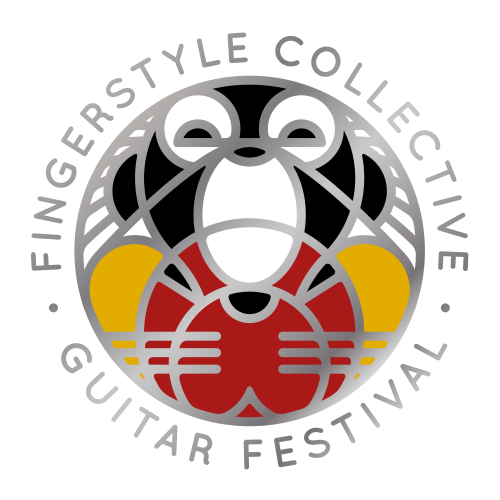 FINGERSTYLE COLLECTIVE
• GUITAR FESTIVAL •